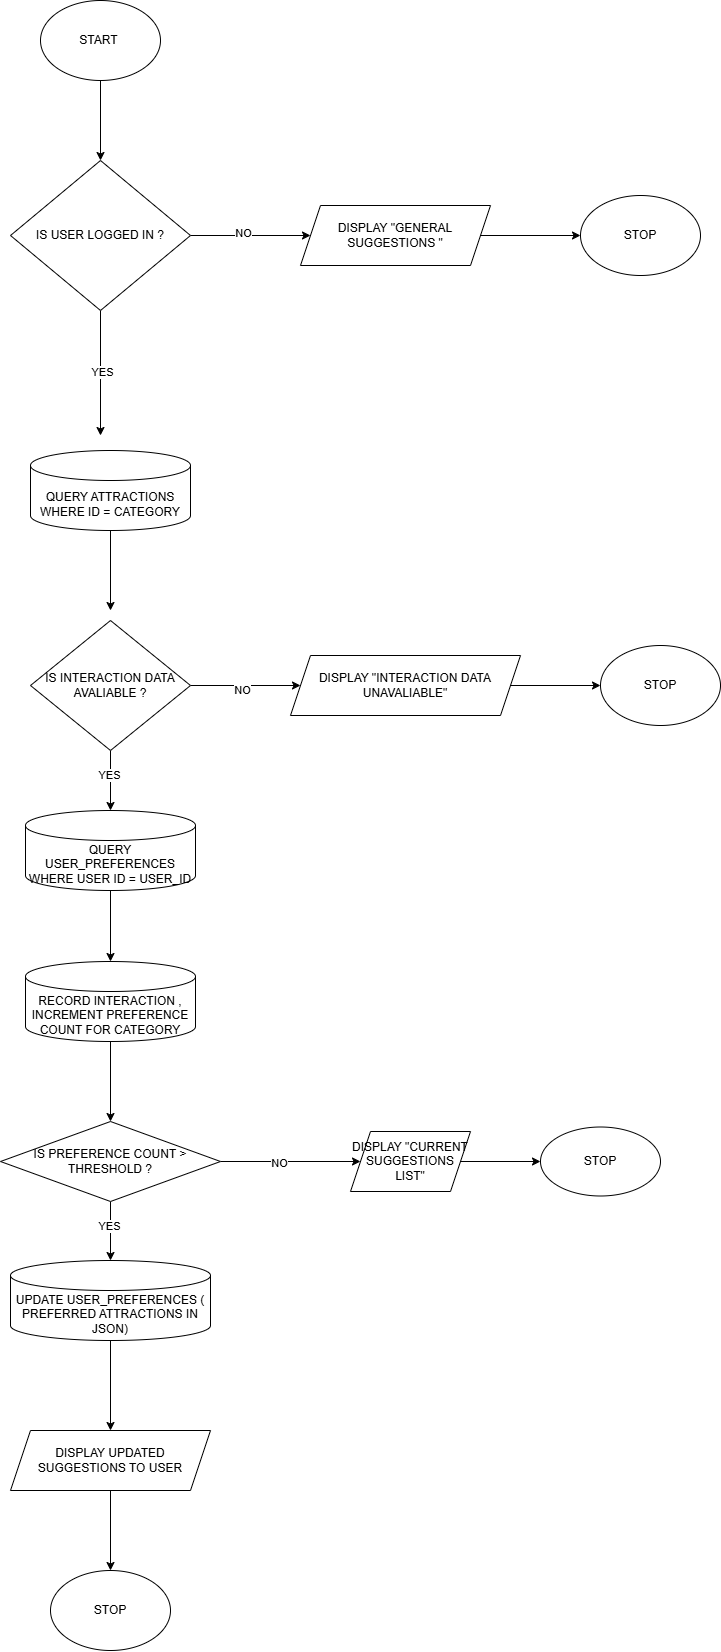 START
IS USER LOGGED IN ?
NO
DISPLAY "GENERAL
SUGGESTIONS "
STOP
YES
QUERY ATTRACTIONS
WHERE ID = CATEGORY
IS INTERACTION DATA
AVALIABLE ?
NO
DISPLAY "INTERACTION DATA
UNAVALIABLE"
STOP
YES
QUERY
USER_PREFERENCES
WHERE USER ID = USER_ID
RECORD INTERACTION ,
INCREMENT PREFERENCE
COUNT FOR CATEGORY
IS PREFERENCE COUNT >
THRESHOLD ?
NO
DISPLAY "CURRENT
SUGGESTIONS
LIST"
STOP
YES
UPDATE USER_PREFERENCES (
PREFERRED ATTRACTIONS IN
JSON)
DISPLAY UPDATED
SUGGESTIONS TO USER
STOP